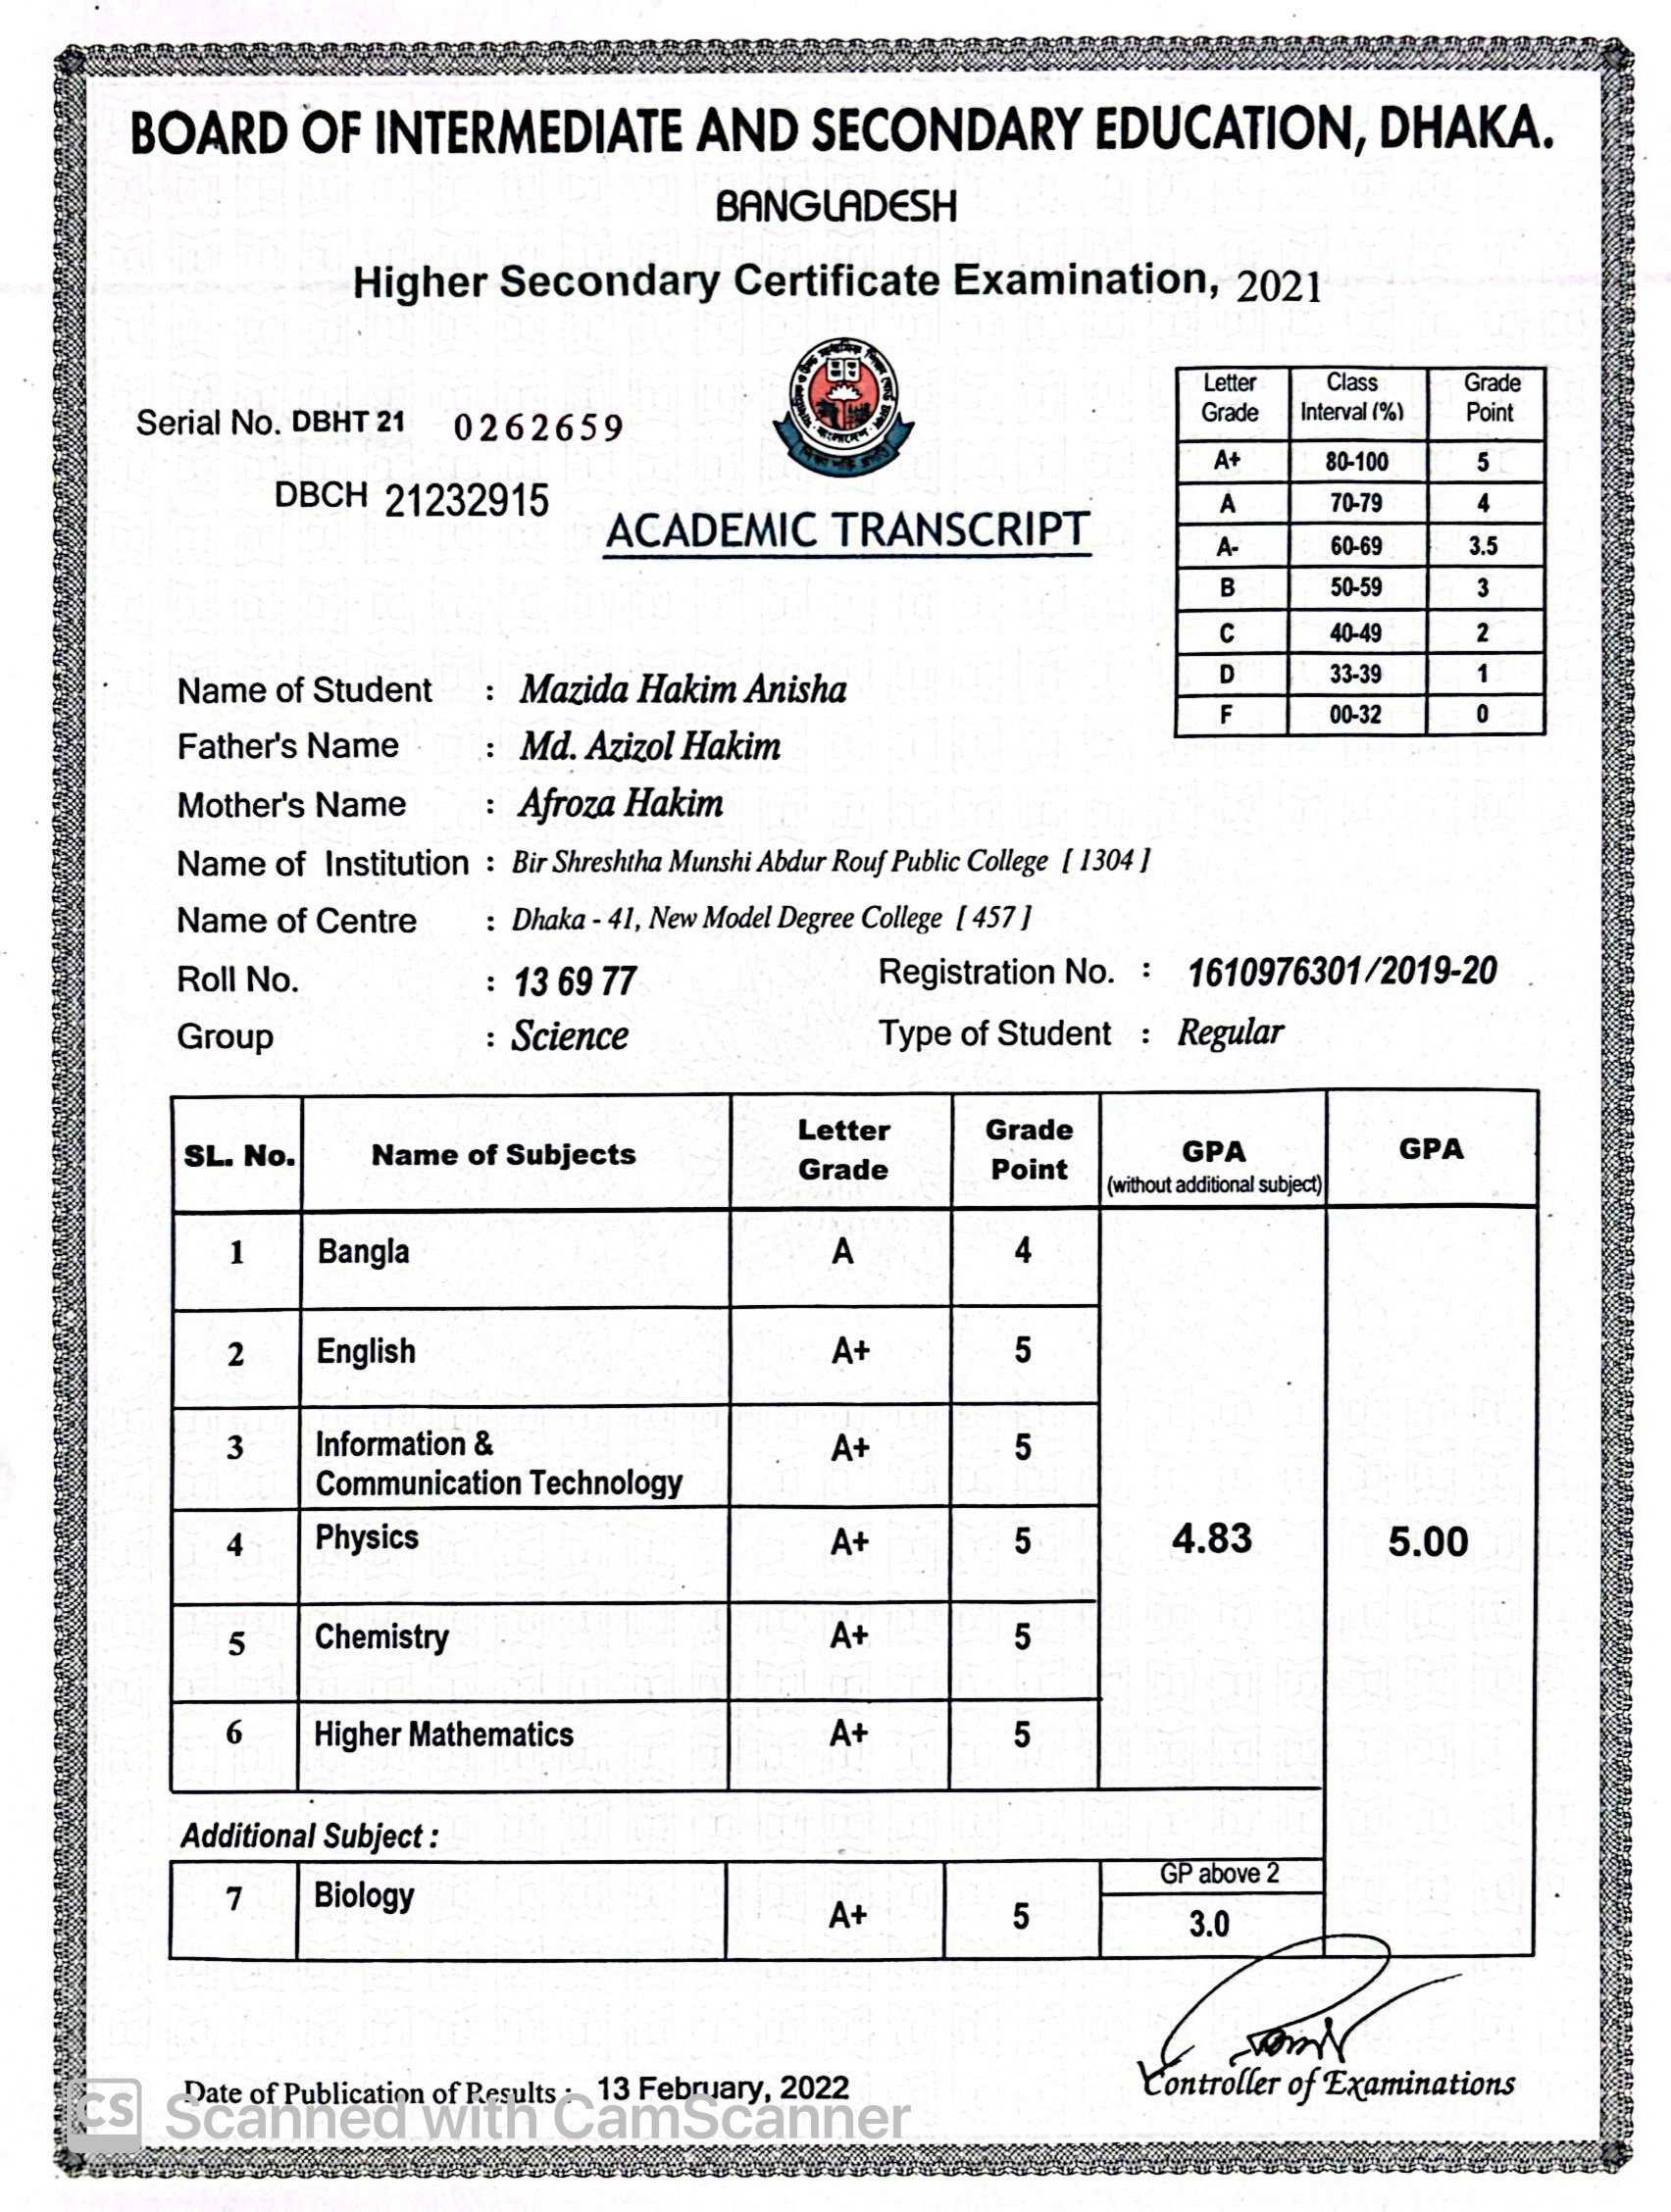 BOARD OF INTERMEDIATE AND SECONDARY EDUCATION, DHAKA.
BANGLADESH
Higher Secondary Certificate Examination, 2021
Serial No. DBHT 21 0262659
DBCH 21232915
ACADEMIC TRANSCRIPT
Letter Grade Class Interval (%) Grade Point
A+ 80-100 5
A 70-79 4
A- 60-69 3.5
B 50-59 3
C 40-49 2
D 33-39 1
F 00-32 0
Name of Student : Mazida Hakim Anisha
Father's Name : Md. Azizol Hakim
Mother's Name : Afroza Hakim
Name of Institution : Bir Shreshtha Munshi Abdur Rouf Public College [ 1304 ]
Name of Centre : Dhaka - 41, New Model Degree College [ 457 ]
Roll No. : 13 69 77 Registration No. : 1610976301/2019-20
Group : Science Type of Student : Regular
SL. No. Name of Subjects Letter Grade Grade Point GPA (without additional subject) GPA
1 Bangla A 4
2 English A+ 5
3 Information & Communication Technology A+ 5
4 Physics A+ 5 4.83 5.00
5 Chemistry A+ 5
6 Higher Mathematics A+ 5
Additional Subject :
GP above 2
7 Biology A+ 5 3.0
Controller of Examinations
Date of Publication of Results : 13 February, 2022
CS Scanned with CamScanner